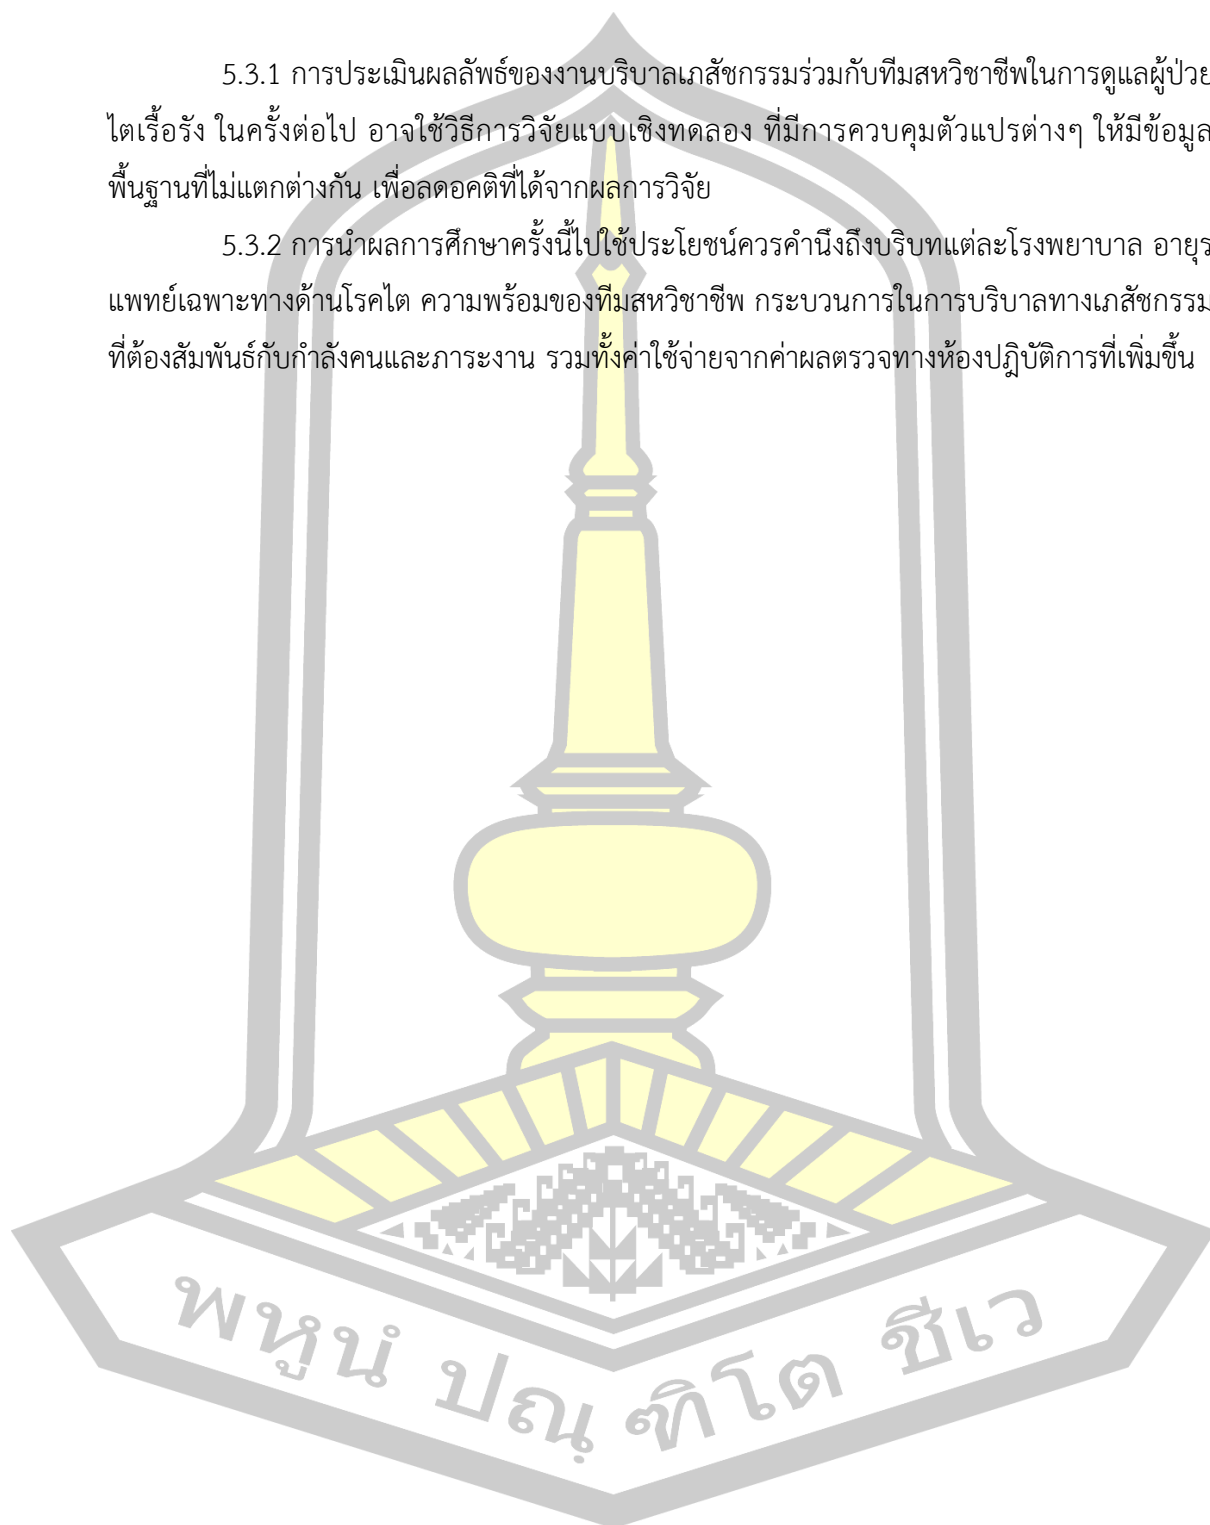 5.3.1 การประเมินผลลัพธ์ของงานบริบาลเภสัชกรรมร่วมกับทีมสหวิชาชีพในการดูแลผู้ป่วย
ไตเรื้อรัง ในครั้งต่อไป อาจใช้วิธีการวิจัยแบบเชิงทดลอง ที่มีการควบคุมตัวแปรต่างๆ ให้มีข้อมูล
พื้นฐานที่ไม่แตกต่างกัน เพื่อลดอคติที่ได้จากผลการวิจัย
5.3.2 การนำผลการศึกษาครั้งนี้ไปใช้ประโยชน์ควรคำนึงถึงบริบทแต่ละโรงพยาบาล อายุร
แพทย์เฉพาะทางด้านโรคไต ความพร้อมของทีมสหวิชาชีพ กระบวนการในการบริบาลทางเภสัชกรรม
ที่ต้องสัมพันธ์กับกำลังคนและภาระงาน รวมทั้งค่าใช้จ่ายจากค่าผลตรวจทางห้องปฏิบัติการที่เพิ่มขึ้น
พหูนํ ปณฺ ฑิโต ชีเว